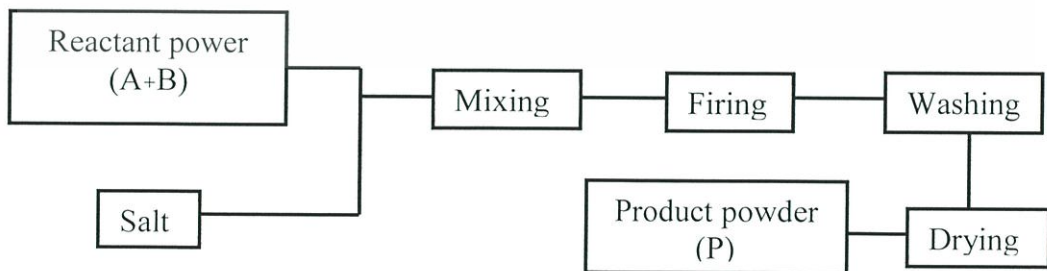 Reactant power
(A+B)
Mixing
Firing
Washing
Salt
Product powder
(P)
Drying